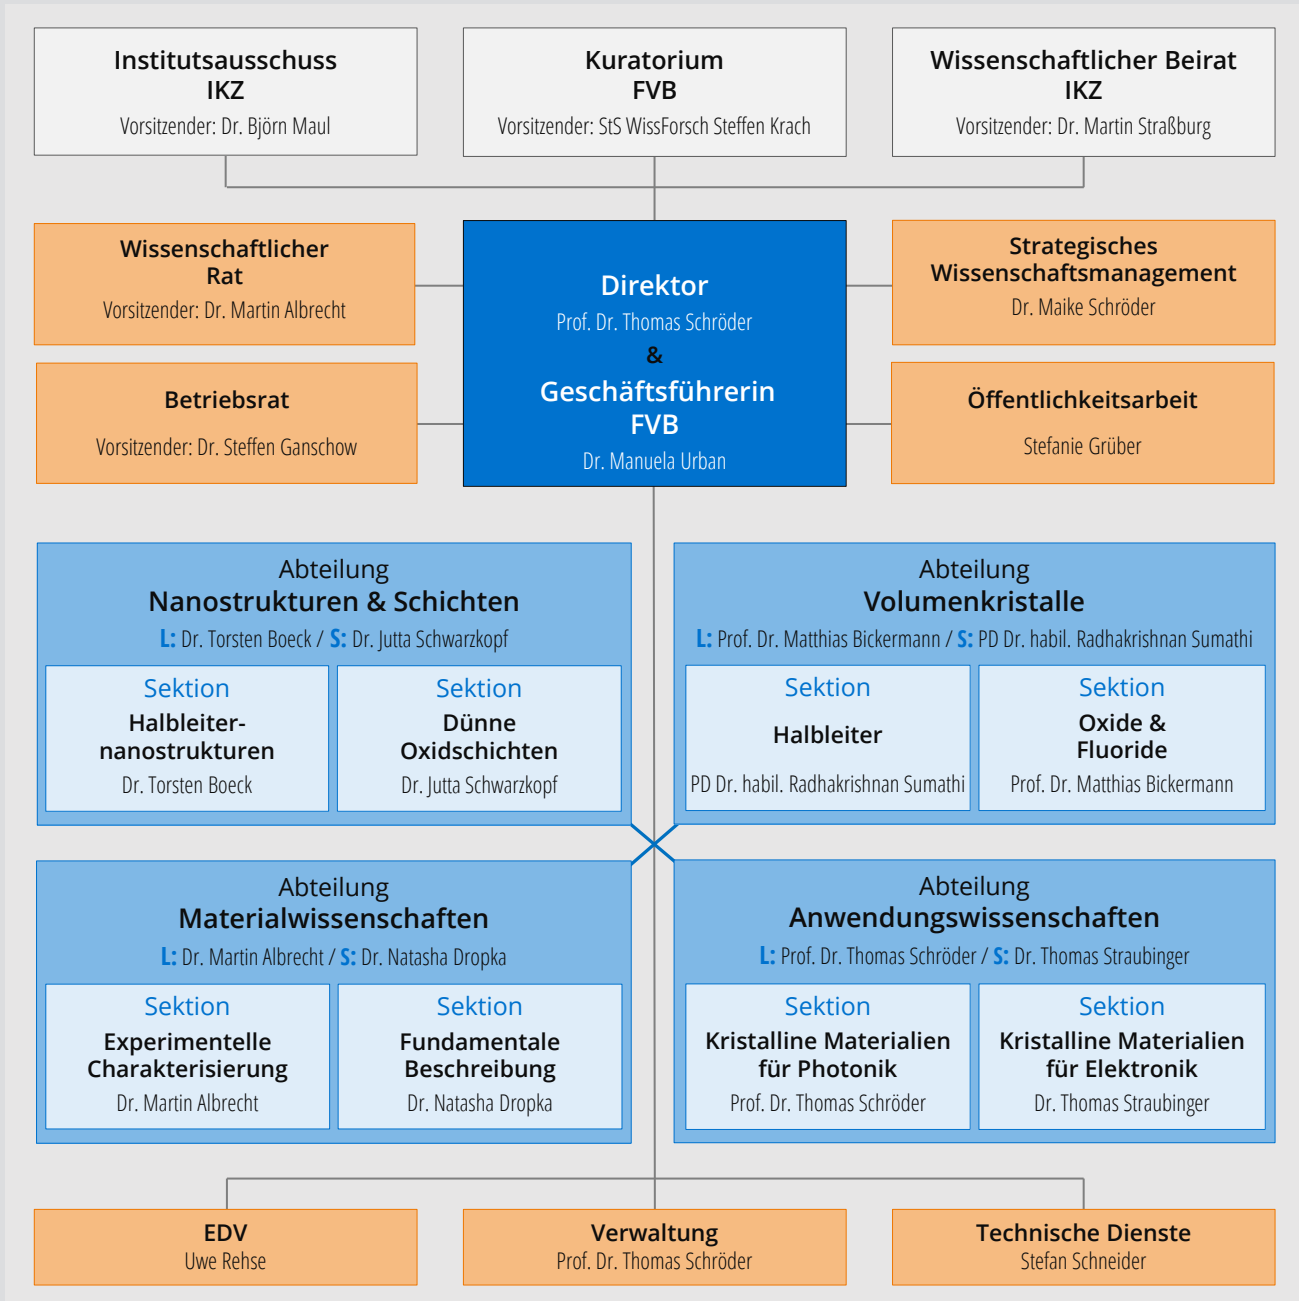 Institutsausschuss
IKZ
Vorsitzender: Dr. Björn Maul
Kuratorium
FVB
Vorsitzender: StS WissForsch Steffen Krach
Wissenschaftlicher Beirat
IKZ
Vorsitzender: Dr. Martin Straßburg
Wissenschaftlicher
Rat
Vorsitzender: Dr. Martin Albrecht
Direktor
Prof. Dr. Thomas Schröder
&
Geschäftsführerin
FVB
Dr. Manuela Urban
Strategisches
Wissenschaftsmanagement
Dr. Maike Schröder
Betriebsrat
Vorsitzender: Dr. Steffen Ganschow
Öffentlichkeitsarbeit
Stefanie Grüber
Abteilung
Nanostrukturen & Schichten
L: Dr. Torsten Boeck / S: Dr. Jutta Schwarzkopf
Sektion
Halbleiter-
nanostrukturen
Dr. Torsten Boeck
Sektion
Dünne
Oxidschichten
Dr. Jutta Schwarzkopf
Abteilung
Volumenkristalle
L: Prof. Dr. Matthias Bickermann / S: PD Dr. habil. Radhakrishnan Sumathi
Sektion
Halbleiter
PD Dr. habil. Radhakrishnan Sumathi
Sektion
Oxide &
Fluoride
Prof. Dr. Matthias Bickermann
Abteilung
Materialwissenschaften
L: Dr. Martin Albrecht / S: Dr. Natasha Dropka
Sektion
Experimentelle
Charakterisierung
Dr. Martin Albrecht
Sektion
Fundamentale
Beschreibung
Dr. Natasha Dropka
Abteilung
Anwendungswissenschaften
L: Prof. Dr. Thomas Schröder / S: Dr. Thomas Straubinger
Sektion
Kristalline Materialien
für Photonik
Prof. Dr. Thomas Schröder
Sektion
Kristalline Materialien
für Elektronik
Dr. Thomas Straubinger
EDV
Uwe Rehse
Verwaltung
Prof. Dr. Thomas Schröder
Technische Dienste
Stefan Schneider